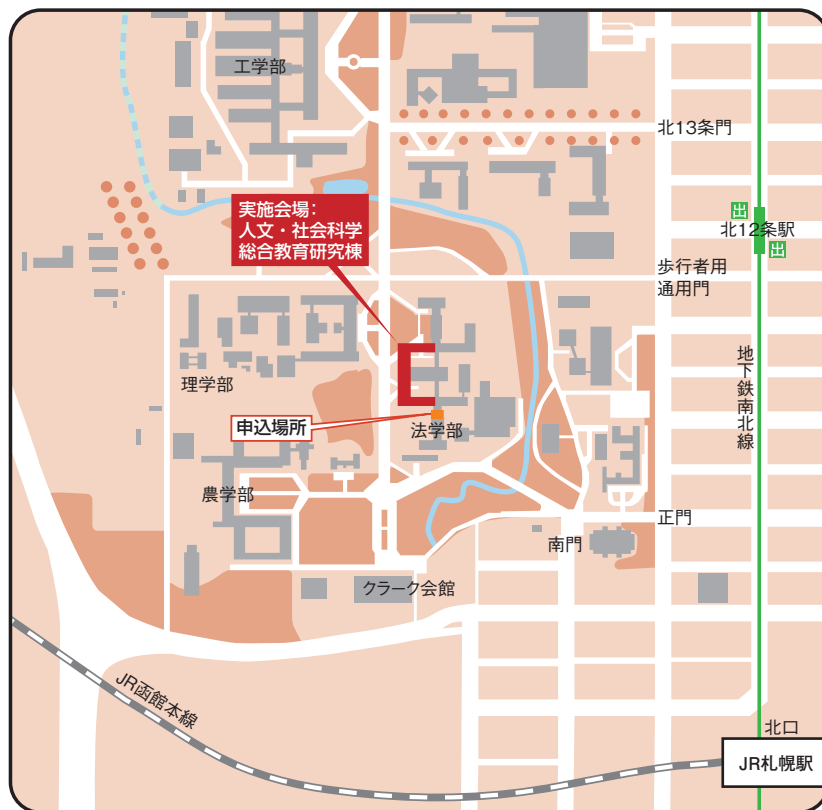 工学部
北13条門
実施会場：
人文・社会科学
総合教育研究棟
出
北12条駅
出
歩行者用
通用門
地下鉄南北線
理学部
申込場所
法学部
農学部
正門
南門
クラーク会館
JR函館本線
北口
JR札幌駅